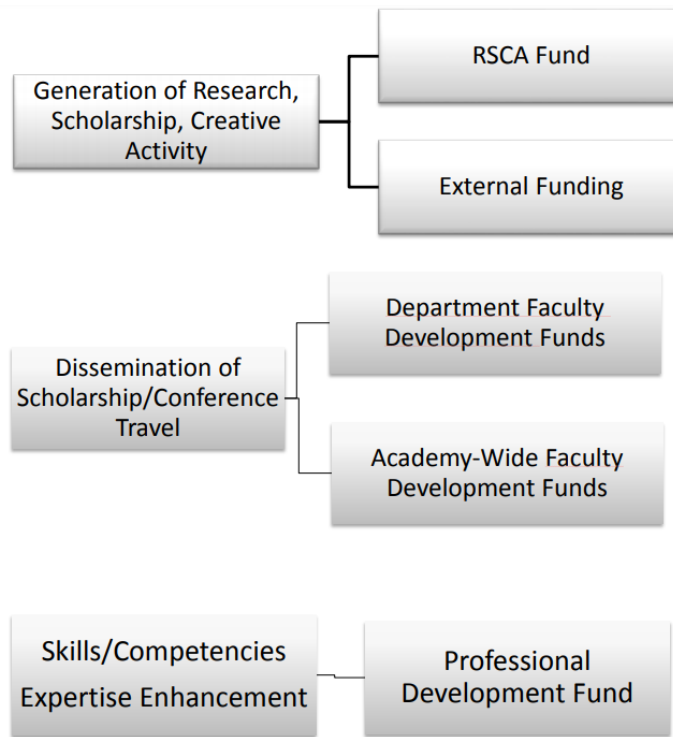 Generation of Research,
Scholarship, Creative
Activity
RSCA Fund
External Funding
Dissemination of
Scholarship/Conference
Travel
Department Faculty
Development Funds
Academy-Wide Faculty
Development Funds
Skills/Competencies
Expertise Enhancement
Professional
Development Fund